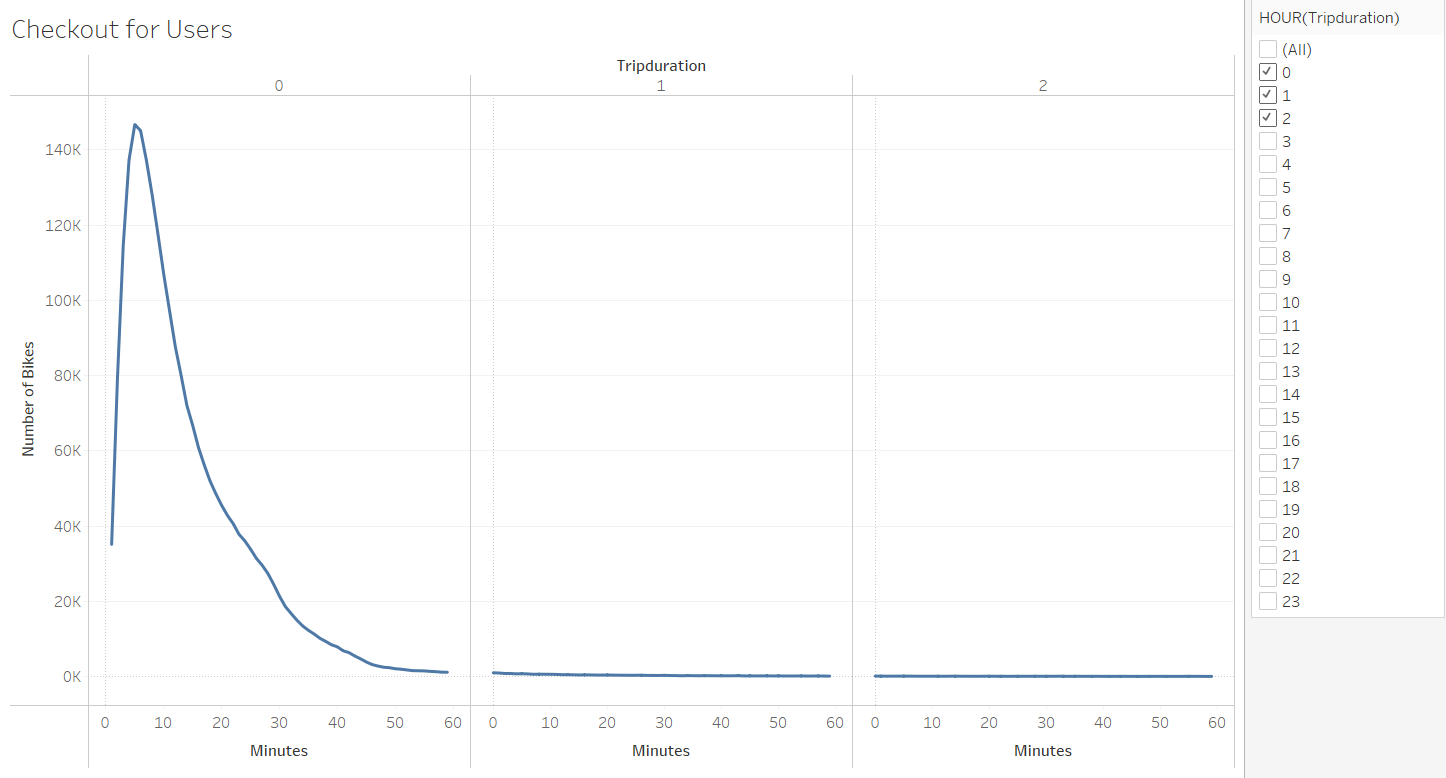 Checkout for Users
Tripduration
0 1 2
Number of Bikes
140K
120K
100K
80K
60K
40K
20K
0K
0 10 20 30 40 50 60 0 10 20 30 40 50 60 0 10 20 30 40 50 60
Minutes Minutes Minutes
HOUR(Tripduration)
(All)
0
1
2
3
4
5
6
7
8
9
10
11
12
13
14
15
16
17
18
19
20
21
22
23